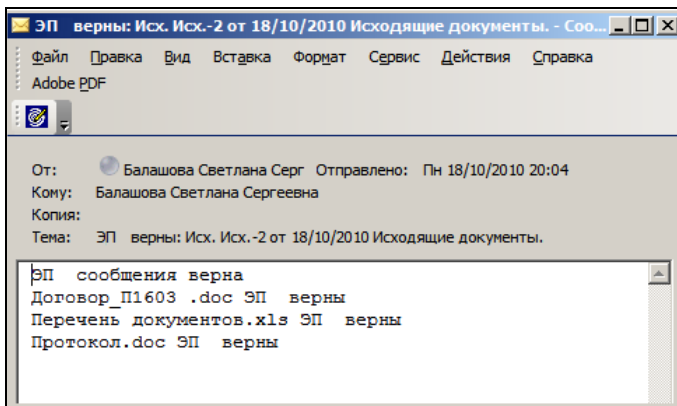 ЭП верны: Исх. Исх.-2 от 18/10/2010 Исходящие документы. - Соо...
Файл Правка Вид Вставка Формат Сервис Действия Справка
Adobe PDF
От: Балашова Светлана Серг Отправлено: Пн 18/10/2010 20:04
Кому: Балашова Светлана Сергеевна
Копия:
Тема: ЭП верны: Исх. Исх.-2 от 18/10/2010 Исходящие документы.
ЭП сообщения верна
Договор_П1603 .doc ЭП верны
Перечень документов.xls ЭП верны
Протокол.doc ЭП верны